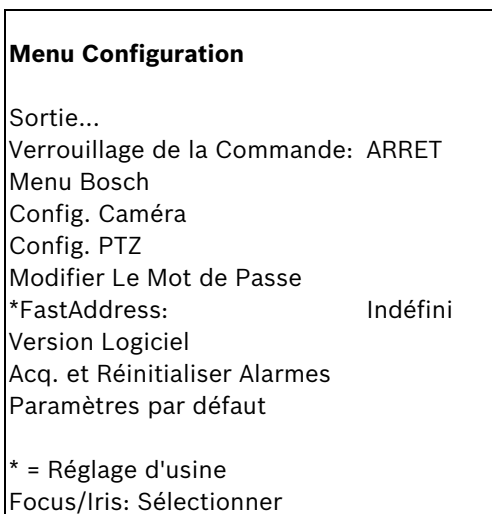 Menu Configuration
Sortie...
Verrouillage de la Commande: ARRET
Menu Bosch
Config. Caméra
Config. PTZ
Modifier Le Mot de Passe
*FastAddress: Indéfini
Version Logiciel
Acq. et Réinitialiser Alarmes
Paramètres par défaut
* = Réglage d'usine
Focus/Iris: Sélectionner